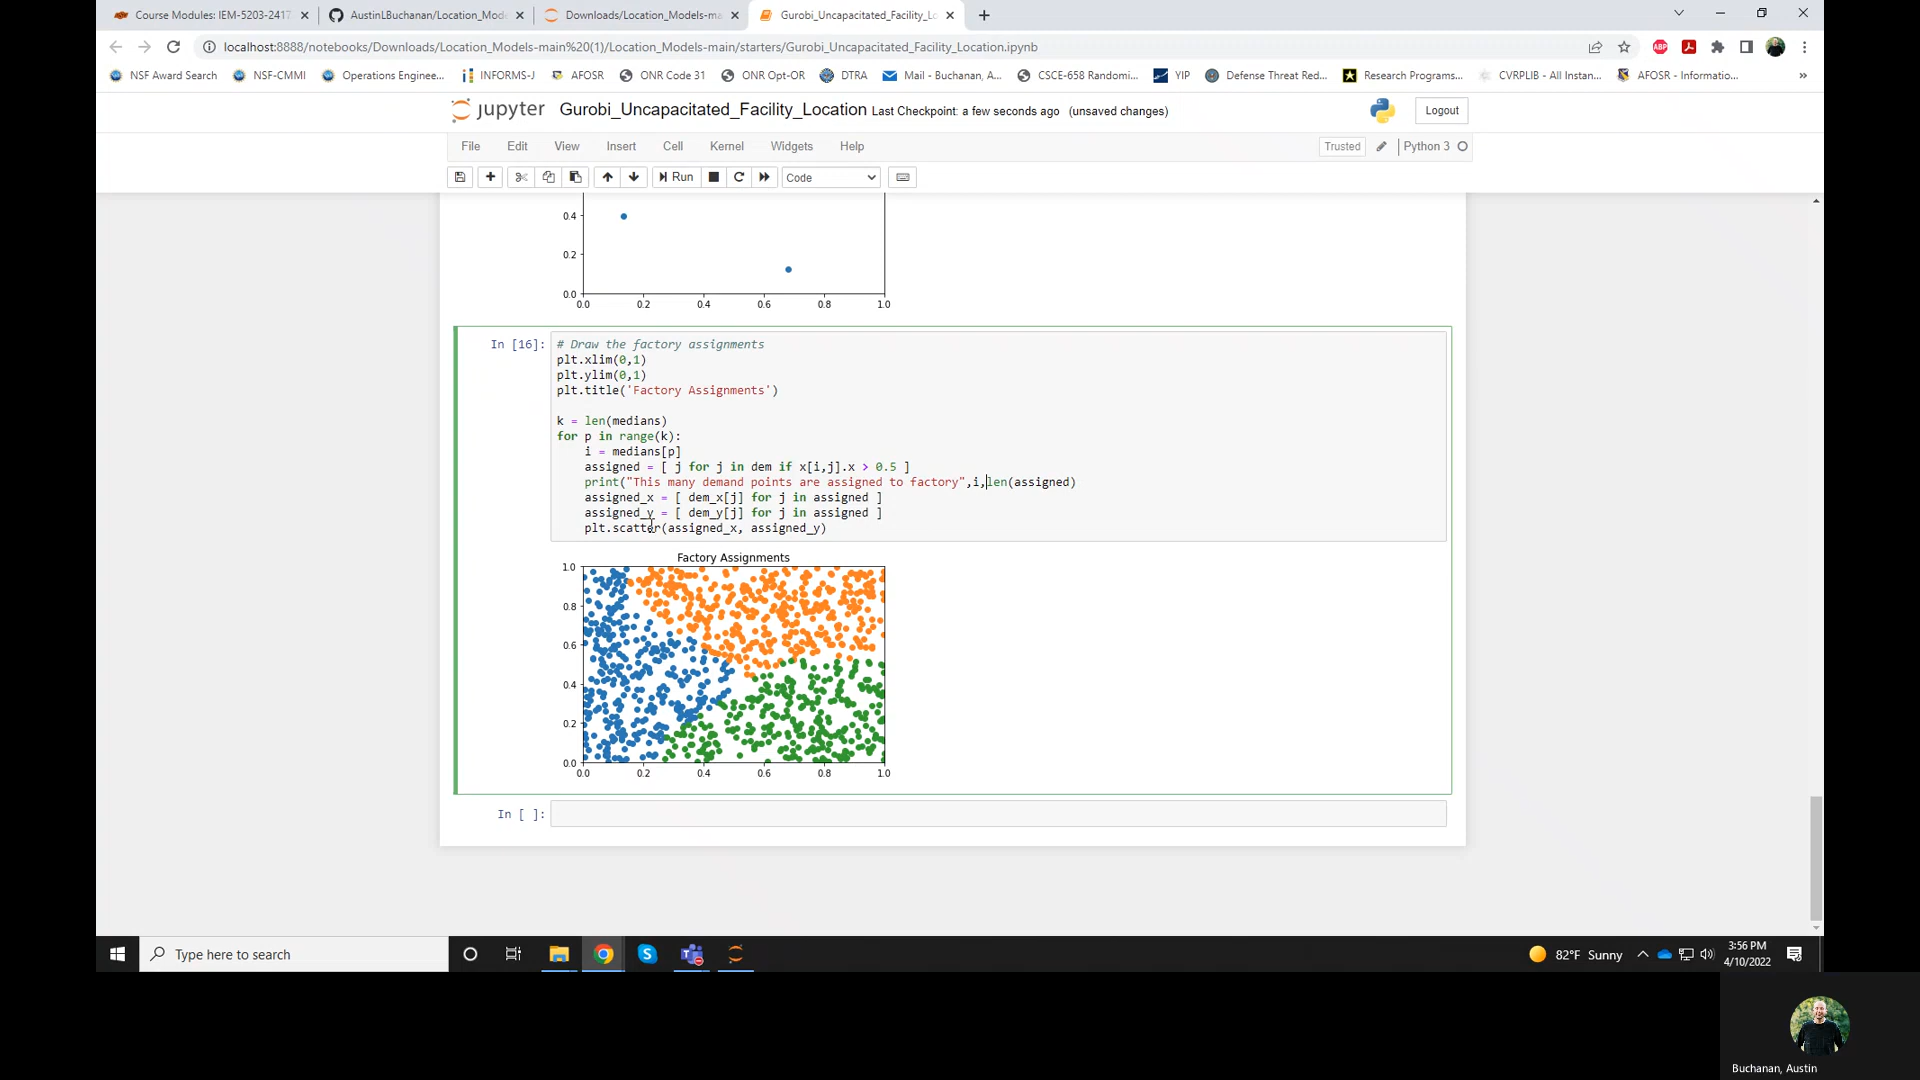 Course Modules: IEM-5203-2417
AustinLBuchanan/Location_Mode
Downloads/Location_Models-ma
Gurobi_Uncapacitated_Facility_Lo
localhost:8888/notebooks/Downloads/Location_Models-main%20(1)/Location_Models-main/starters/Gurobi_Uncapacitated_Facility_Location.ipynb
ABP
NSF Award Search
NSF-CMMI
Operations Enginee...
INFORMS-J
AFOSR
ONR Code 31
ONR Opt-OR
DTRA
Mail - Buchanan, A...
CSCE-658 Randomi...
YIP
Defense Threat Red...
Research Programs...
CVRPLIB - All Instan...
AFOSR - Informatio...
»
jupyter Gurobi_Uncapacitated_Facility_Location Last Checkpoint: a few seconds ago (unsaved changes)
Logout
File Edit View Insert Cell Kernel Widgets Help
Trusted
Python 3
Run
Code
0.4
0.2
0.0
0.0 0.2 0.4 0.6 0.8 1.0
In [16]:
# Draw the factory assignments
plt.xlim(0,1)
plt.ylim(0,1)
plt.title('Factory Assignments')
k = len(medians)
for p in range(k):
i = medians[p]
assigned = [ j for j in dem if x[i,j].x > 0.5 ]
print("This many demand points are assigned to factory",i,len(assigned)
assigned_x = [ dem_x[j] for j in assigned ]
assigned_y = [ dem_y[j] for j in assigned ]
plt.scatter(assigned_x, assigned_y)
Factory Assignments
1.0
0.8
0.6
0.4
0.2
0.0
0.0 0.2 0.4 0.6 0.8 1.0
In [ ]:
Type here to search
82°F Sunny
3:56 PM
4/10/2022
Buchanan, Austin